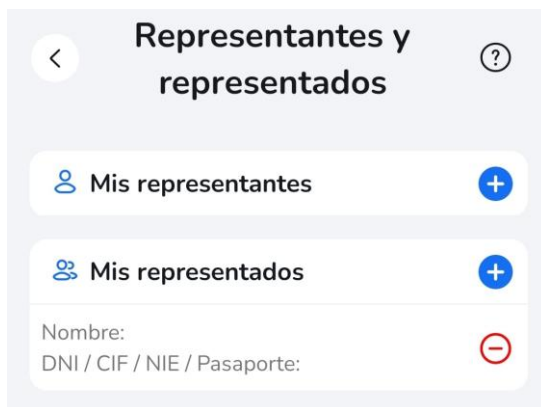 Representantes y
representados
?
Mis representantes
Mis representados
Nombre:
DNI / CIF / NIE / Pasaporte: